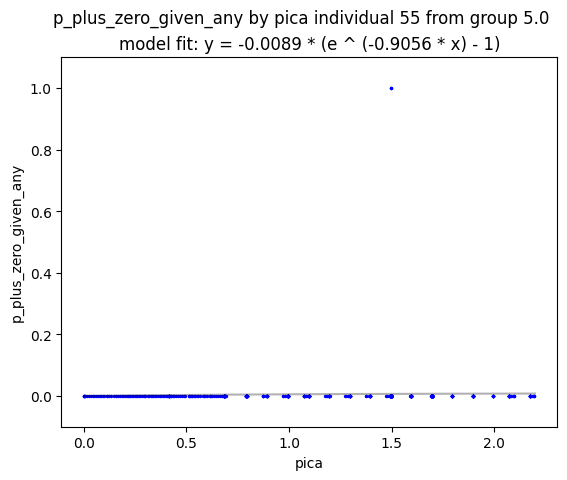 p_plus_zero_given_any by pica individual 55 from group 5.0
model fit: y = -0.0089 * (e ^ (-0.9056 * x) - 1)
1.0
0.8
0.6
0.4
0.2
0.0
p_plus_zero_given_any
0.0 0.5 1.0 1.5 2.0
pica